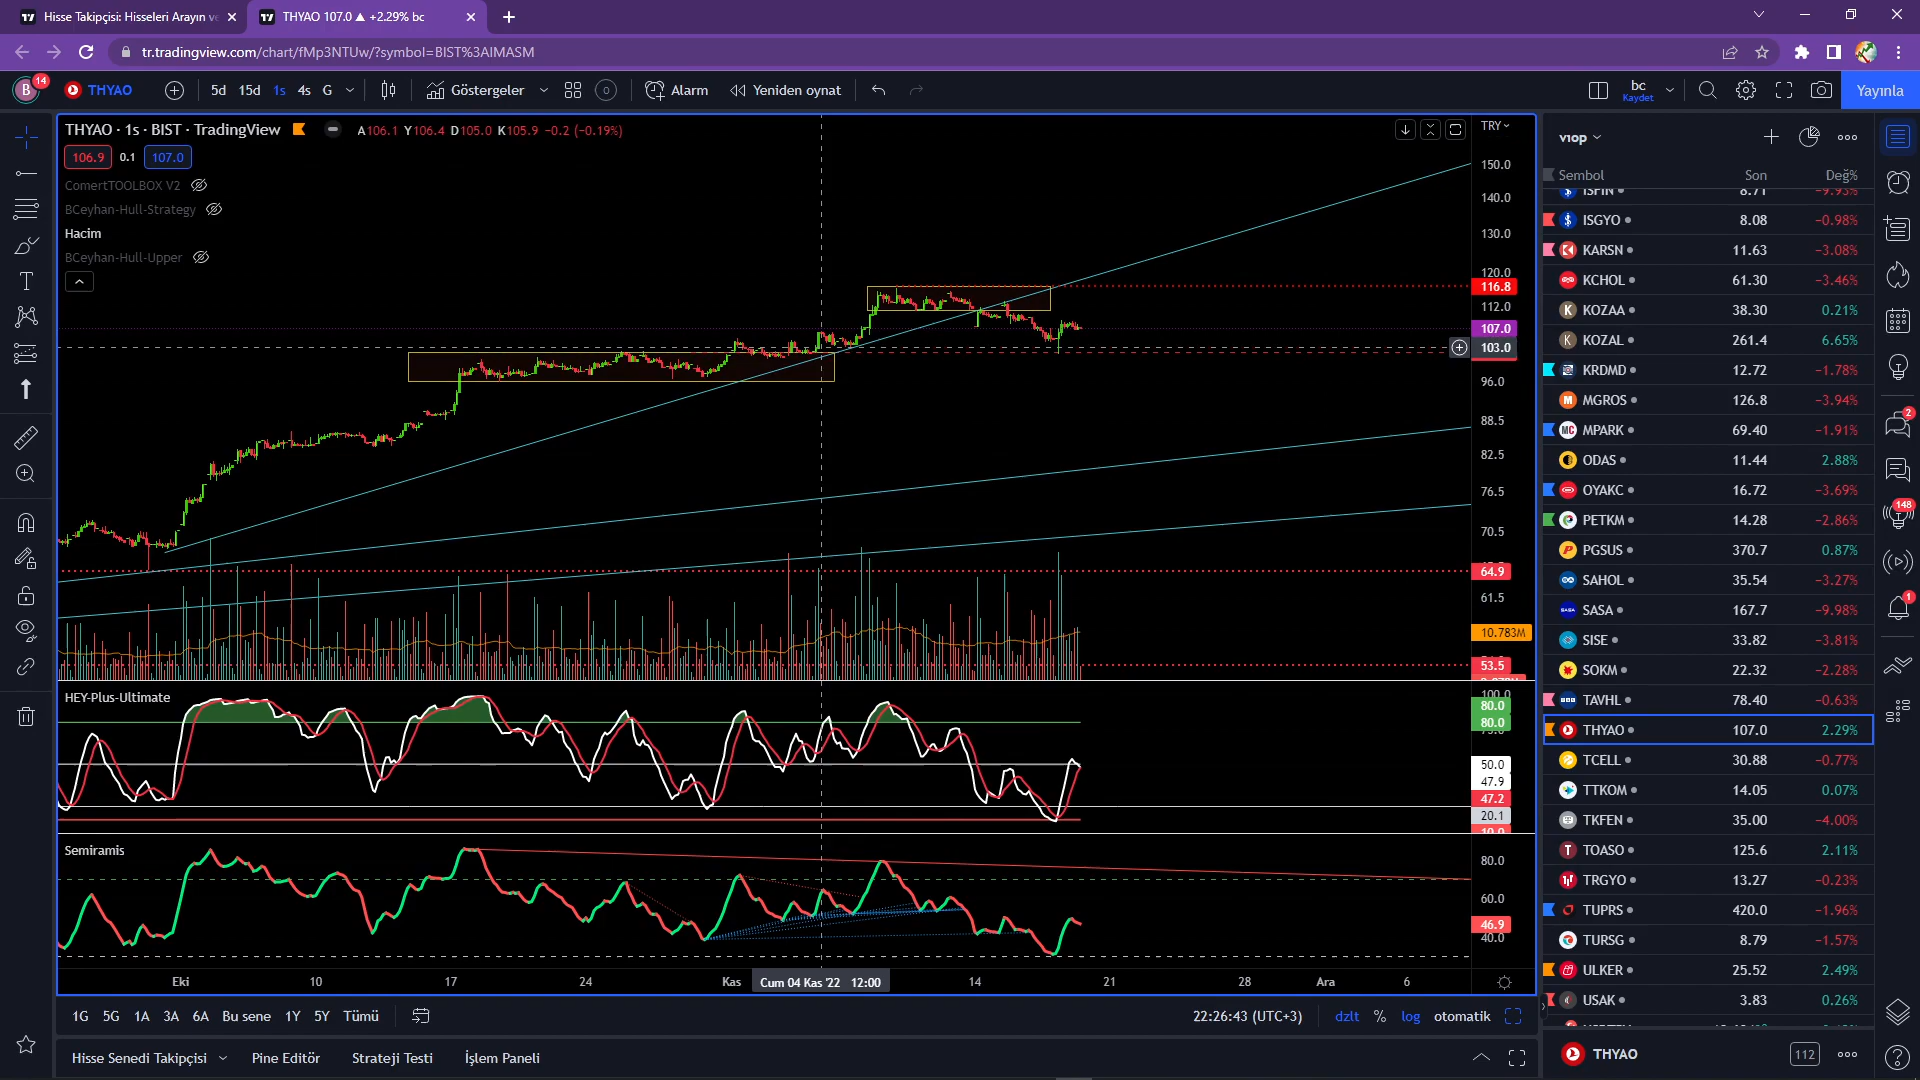 Hisse Takipçisi: Hisseleri Arayın ve
THYAO 107.0 ▲ +2.29% bc
tr.tradingview.com/chart/fMp3NTUw/?symbol=BIST%3AIMASM
B 14 THYAO 5d 15d 1s 4s G Göstergeler Alarm Yeniden oynat bc Kaydet Yayınla
THYAO · 1s · BIST · TradingView A106.1 Y106.4 D105.0 K105.9 −0.2 (−0.19%)
106.9 0.1 107.0
ComertTOOLBOX V2
BCeyhan-Hull-Strategy
Hacim
BCeyhan-Hull-Upper
TRY
150.0
140.0
130.0
120.0
116.8
112.0
107.0
103.0
96.0
88.5
82.5
76.5
70.5
64.9
61.5
10.783M
53.5
HEY-Plus-Ultimate
100.0
80.0
80.0
50.0
47.9
47.2
20.1
10.0
Semiramis
80.0
60.0
46.9
40.0
Eki 10 17 24 Kas Cum 04 Kas '22 12:00 14 21 28 Ara 6
1G 5G 1A 3A 6A Bu sene 1Y 5Y Tümü 22:26:43 (UTC+3) dzlt % log otomatik
Hisse Senedi Takipçisi Pine Editör Strateji Testi İşlem Paneli
vıop
Sembol Son Değ%
ISFIN 8.71 −9.93%
ISGYO 8.08 −0.98%
KARSN 11.63 −3.08%
KCHOL 61.30 −3.46%
KOZAA 38.30 0.21%
KOZAL 261.4 6.65%
KRDMD 12.72 −1.78%
MGROS 126.8 −3.94%
MPARK 69.40 −1.91%
ODAS 11.44 2.88%
OYAKC 16.72 −3.69%
PETKM 14.28 −2.86%
PGSUS 370.7 0.87%
SAHOL 35.54 −3.27%
SASA 167.7 −9.98%
SISE 33.82 −3.81%
SOKM 22.32 −2.28%
TAVHL 78.40 −0.63%
THYAO 107.0 2.29%
TCELL 30.88 −0.77%
TTKOM 14.05 0.07%
TKFEN 35.00 −4.00%
TOASO 125.6 2.11%
TRGYO 13.27 −0.23%
TUPRS 420.0 −1.96%
TURSG 8.79 −1.57%
ULKER 25.52 2.49%
USAK 3.83 0.26%
THYAO 112
2
148
1